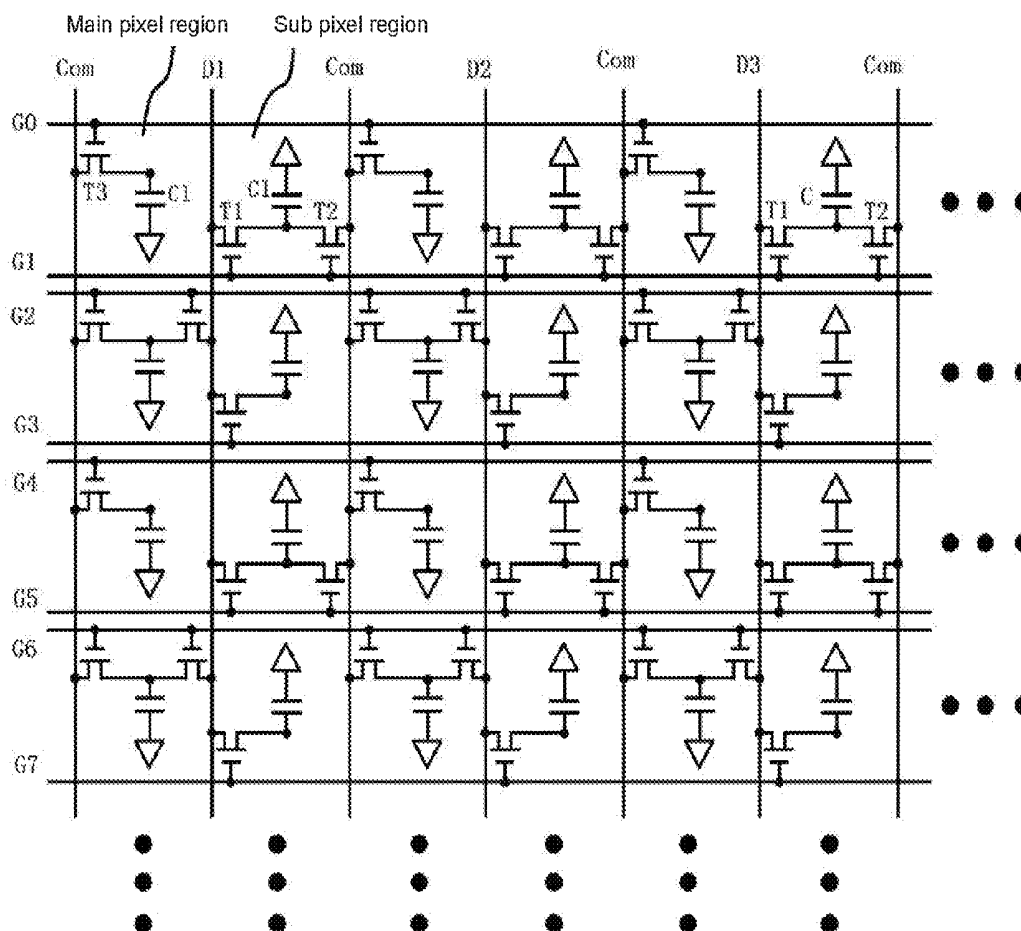 Main pixel region Sub pixel region
Com D1 Com D2 Com D3 Com
G0
T3 C1 T1 C1 T2 T1 C T2
G1
G2
G3
G4
G5
G6
G7